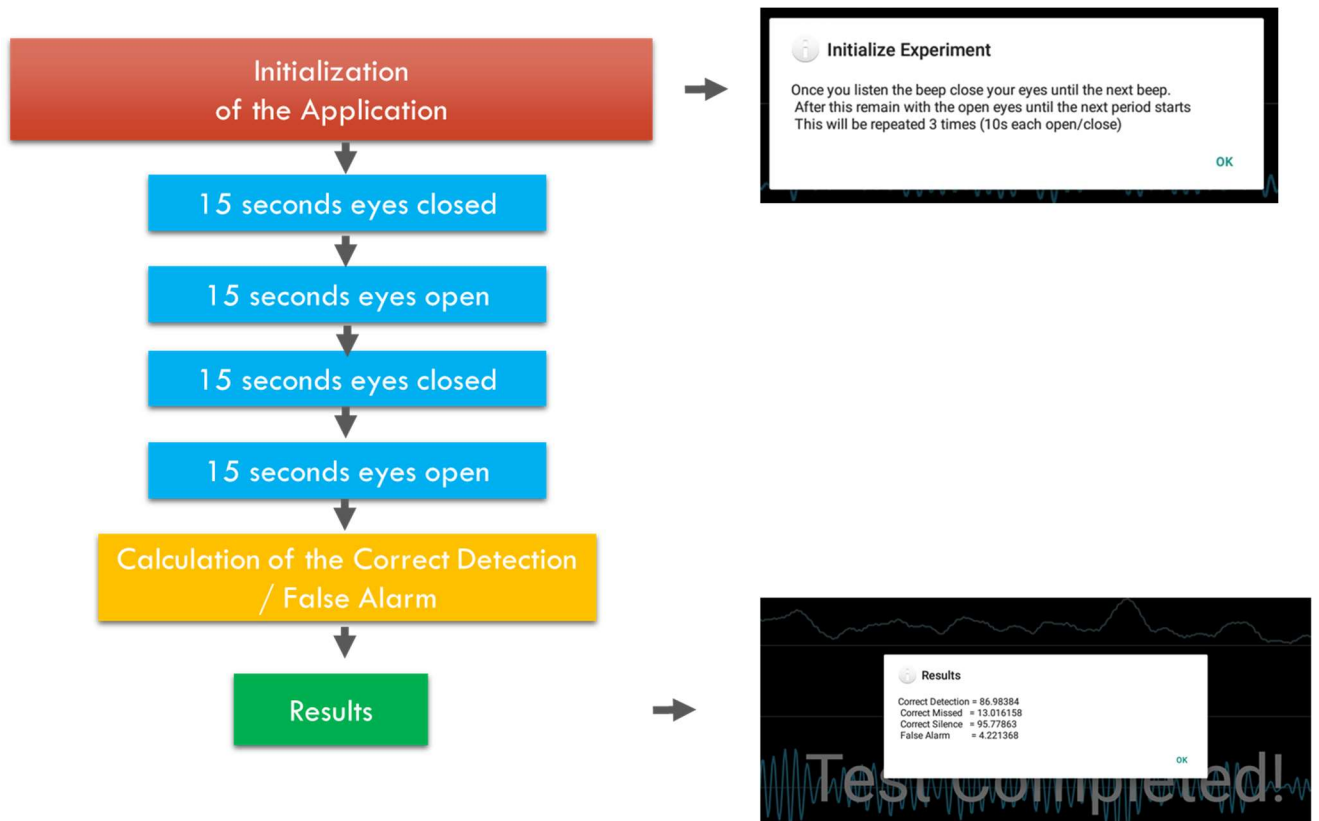 Initialization
of the Application
Initialize Experiment
Once you listen the beep close your eyes until the next beep.
After this remain with the open eyes until the next period starts
This will be repeated 3 times (10s each open/close)
OK
15 seconds eyes closed
15 seconds eyes open
15 seconds eyes closed
15 seconds eyes open
Calculation of the Correct Detection
/ False Alarm
Results
Results
Correct Detection = 86.98384
Correct Missed = 13.016158
Correct Silence = 95.77863
False Alarm = 4.221368
OK
Test Completed!